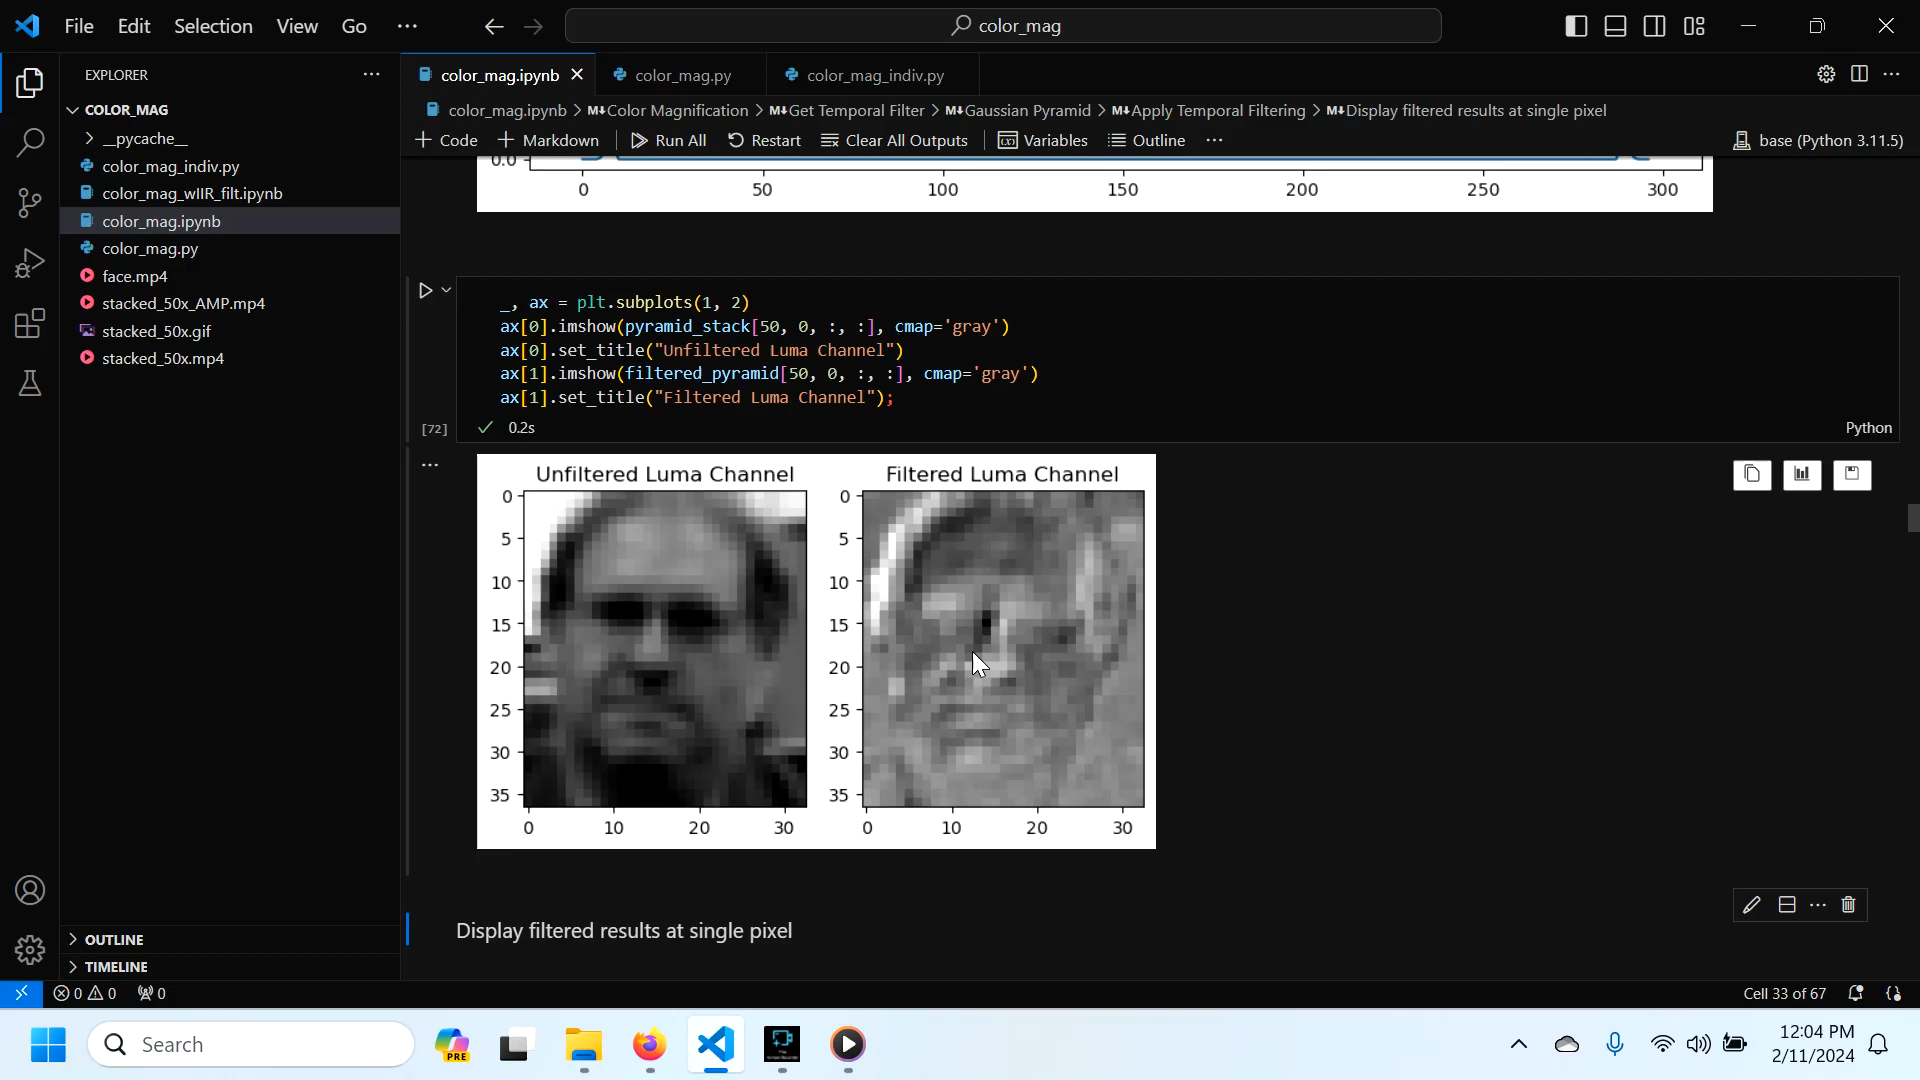 File Edit Selection View Go ···
color_mag
EXPLORER
COLOR_MAG
__pycache__
color_mag_indiv.py
color_mag_wIIR_filt.ipynb
color_mag.ipynb
color_mag.py
face.mp4
stacked_50x_AMP.mp4
stacked_50x.gif
stacked_50x.mp4
OUTLINE
TIMELINE
color_mag.ipynb color_mag.py color_mag_indiv.py
color_mag.ipynb > M↓Color Magnification > M↓Get Temporal Filter > M↓Gaussian Pyramid > M↓Apply Temporal Filtering > M↓Display filtered results at single pixel
+ Code + Markdown Run All Restart Clear All Outputs Variables Outline ··· base (Python 3.11.5)
0.0
0 50 100 150 200 250 300
_, ax = plt.subplots(1, 2)
ax[0].imshow(pyramid_stack[50, 0, :, :], cmap='gray')
ax[0].set_title("Unfiltered Luma Channel")
ax[1].imshow(filtered_pyramid[50, 0, :, :], cmap='gray')
ax[1].set_title("Filtered Luma Channel");
[72] ✓ 0.2s Python
Unfiltered Luma Channel
0
5
10
15
20
25
30
35
0 10 20 30
Filtered Luma Channel
0
5
10
15
20
25
30
35
0 10 20 30
Display filtered results at single pixel
0 0 0 Cell 33 of 67
Search
PRE
12:04 PM
2/11/2024